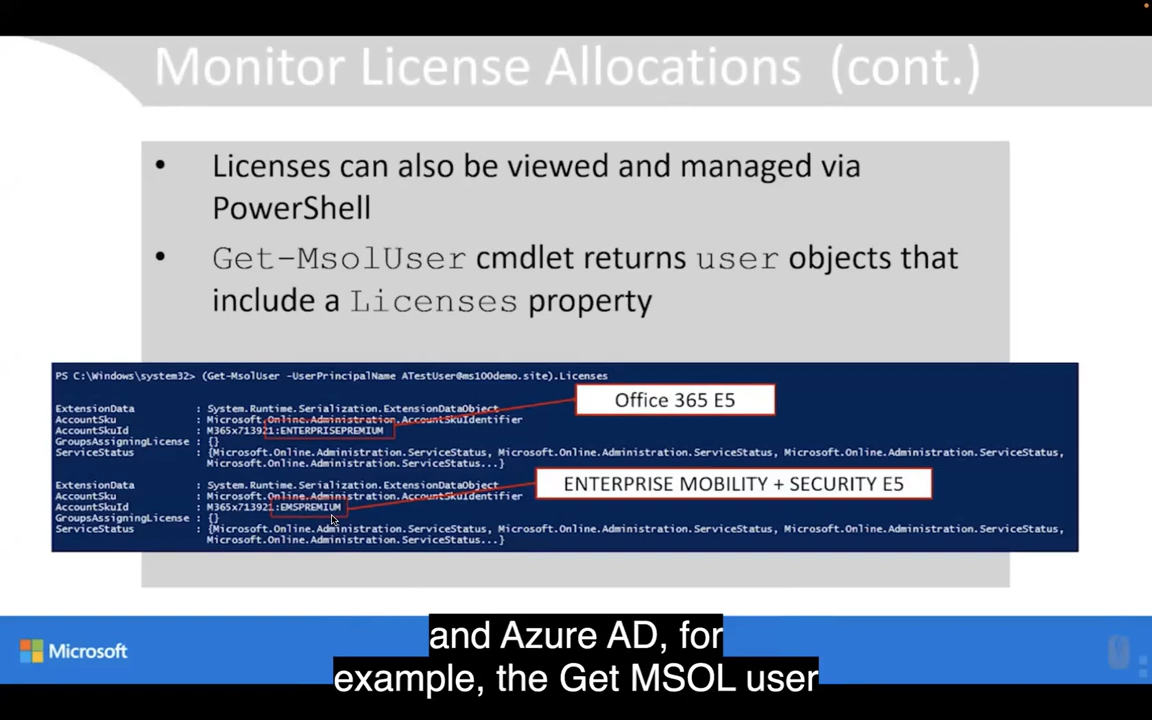 Monitor License Allocations (cont.)
• Licenses can also be viewed and managed via
PowerShell
• Get-MsolUser cmdlet returns user objects that
include a Licenses property
PS C:\Windows\system32> (Get-MsolUser -UserPrincipalName ATestUser@ms100demo.site).Licenses
Office 365 E5
ExtensionData : System.Runtime.Serialization.ExtensionDataObject
AccountSku : Microsoft.Online.Administration.AccountSkuIdentifier
AccountSkuId : M365x713921:ENTERPRISEPREMIUM
GroupsAssigningLicense : {}
ServiceStatus : {Microsoft.Online.Administration.ServiceStatus, Microsoft.Online.Administration.ServiceStatus, Microsoft.Online.Administration.ServiceStatus,
Microsoft.Online.Administration.ServiceStatus...}
ENTERPRISE MOBILITY + SECURITY E5
ExtensionData : System.Runtime.Serialization.ExtensionDataObject
AccountSku : Microsoft.Online.Administration.AccountSkuIdentifier
AccountSkuId : M365x713921:EMSPREMIUM
GroupsAssigningLicense : {}
ServiceStatus : {Microsoft.Online.Administration.ServiceStatus, Microsoft.Online.Administration.ServiceStatus, Microsoft.Online.Administration.ServiceStatus,
Microsoft.Online.Administration.ServiceStatus...}
Microsoft
and Azure AD, for
example, the Get MSOL user